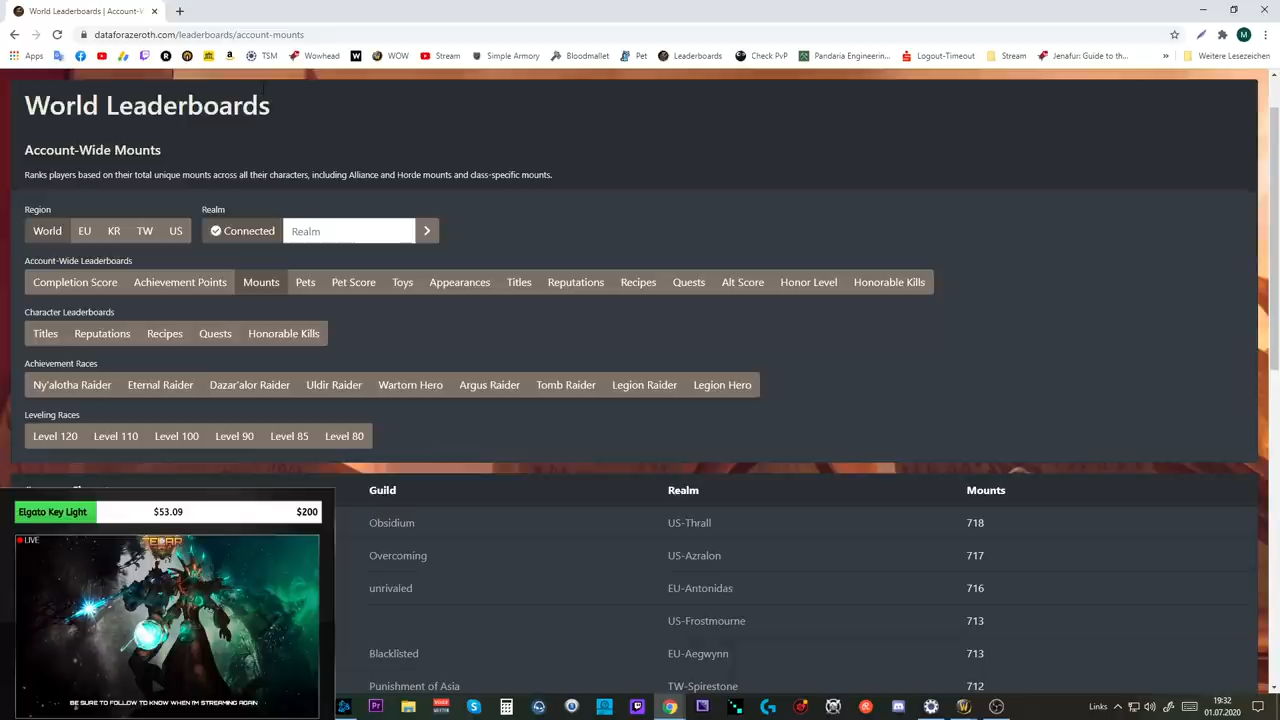 World Leaderboards | Account-W
dataforazeroth.com/leaderboards/account-mounts
M
Apps
TSM
Wowhead
WOW
Stream
Simple Armory
Bloodmallet
Pet
Leaderboards
Check PvP
Pandaria Engineerin...
Logout-Timeout
Stream
Jenafur: Guide to th...
»
Weitere Lesezeichen
World Leaderboards
Account-Wide Mounts
Ranks players based on their total unique mounts across all their characters, including Alliance and Horde mounts and class-specific mounts.
Region
Realm
World EU KR TW US
Connected Realm
Account-Wide Leaderboards
Completion Score Achievement Points Mounts Pets Pet Score Toys Appearances Titles Reputations Recipes Quests Alt Score Honor Level Honorable Kills
Character Leaderboards
Titles Reputations Recipes Quests Honorable Kills
Achievement Races
Ny'alotha Raider Eternal Raider Dazar'alor Raider Uldir Raider Wartorn Hero Argus Raider Tomb Raider Legion Raider Legion Hero
Leveling Races
Level 120 Level 110 Level 100 Level 90 Level 85 Level 80
Guild Realm Mounts
Obsidium US-Thrall 718
Overcoming US-Azralon 717
unrivaled EU-Antonidas 716
US-Frostmourne 713
Blacklisted EU-Aegwynn 713
Punishment of Asia TW-Spirestone 712
Elgato Key Light $53.09 $200
LIVE
BE SURE TO FOLLOW TO KNOW WHEN I'M STREAMING AGAIN
Links
19:32
01.07.2020